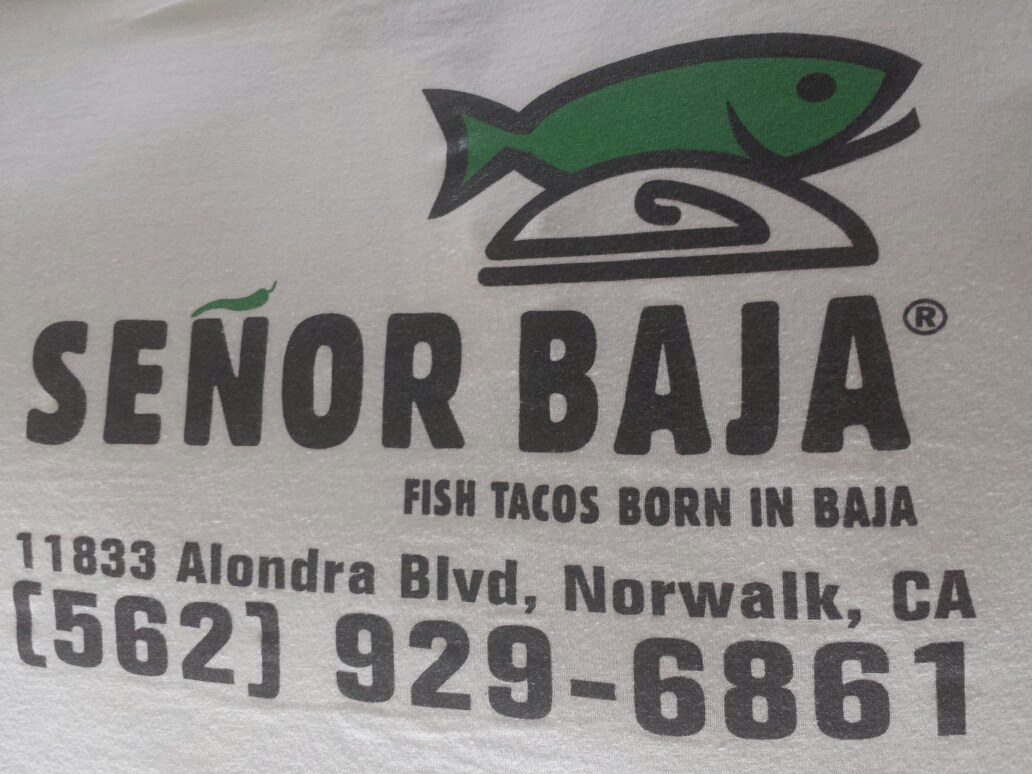 SEÑOR BAJA®
FISH TACOS BORN IN BAJA
11833 Alondra Blvd, Norwalk, CA
(562) 929-6861